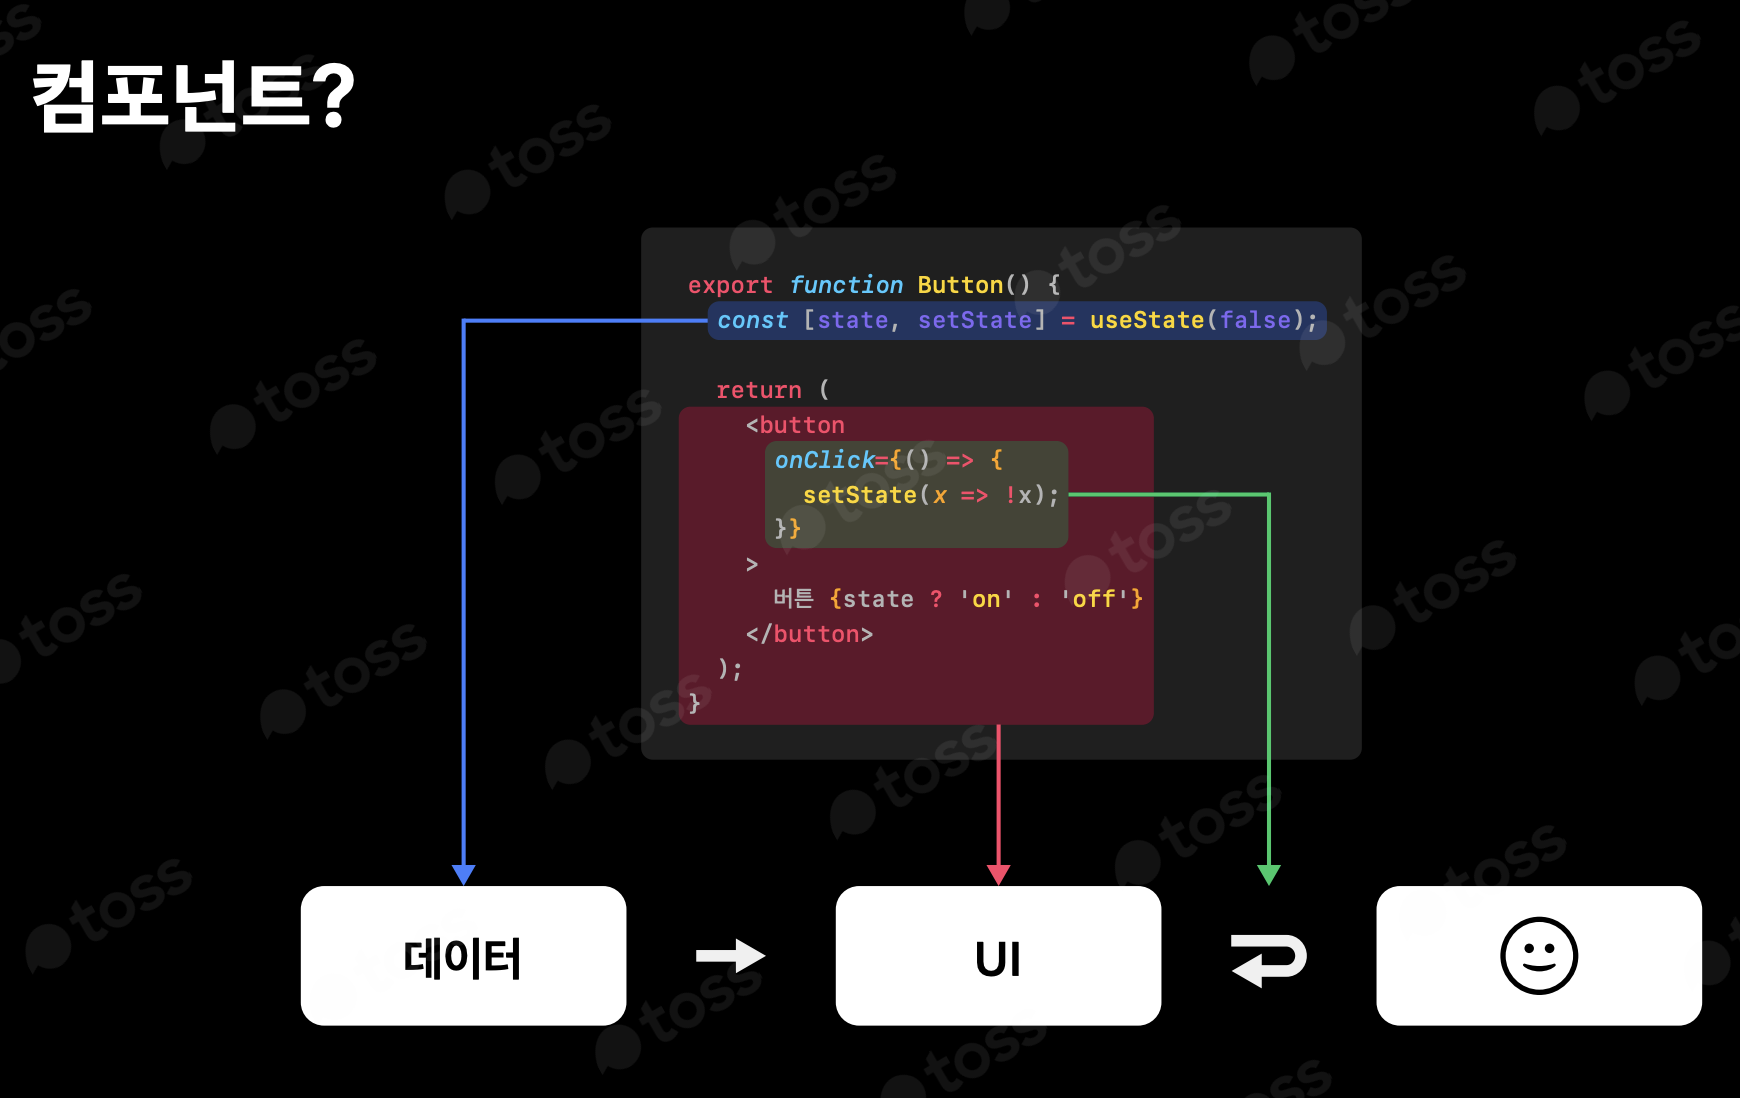 컴포넌트?
export function Button() {
const [state, setState] = useState(false);
return (
<button
onClick={() => {
setState(x => !x);
}}
>
버튼 {state ? 'on' : 'off'}
</button>
);
}
데이터
UI
toss